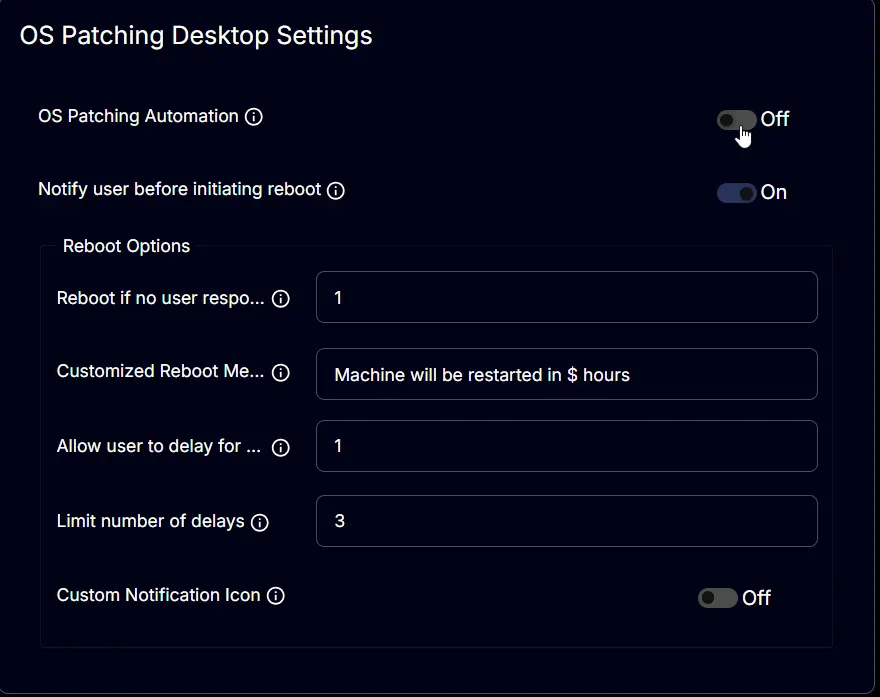 OS Patching Desktop Settings
OS Patching Automation
Off
Notify user before initiating reboot
On
Reboot Options
Reboot if no user respo...
1
Customized Reboot Me...
Machine will be restarted in $ hours
Allow user to delay for ...
1
Limit number of delays
3
Custom Notification Icon
Off